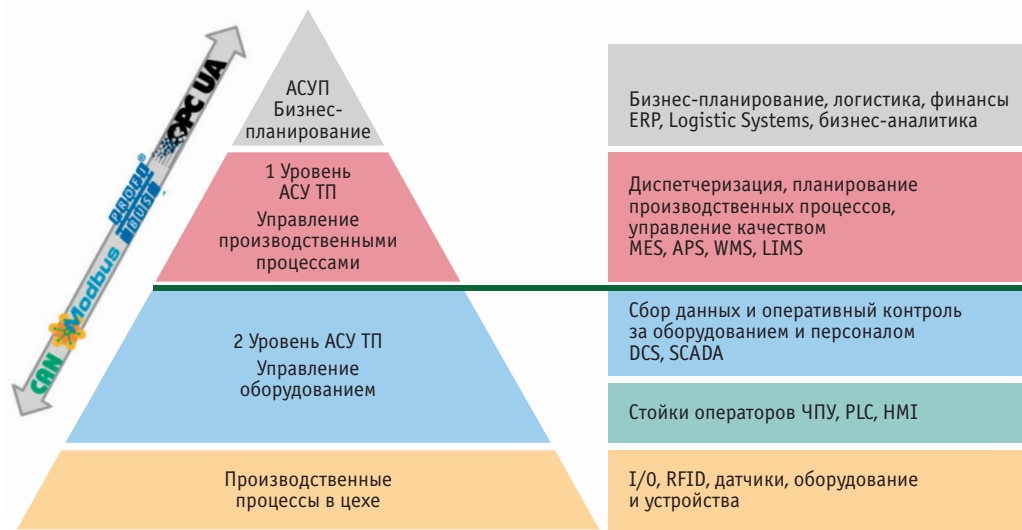 OPC UA
PROFI
BUS
Modbus
CAN
АСУП
Бизнес-
планирование
1 Уровень
АСУ ТП
Управление
производственными
процессами
2 Уровень АСУ ТП
Управление
оборудованием
Производственные
процессы в цехе
Бизнес-планирование, логистика, финансы
ERP, Logistic Systems, бизнес-аналитика
Диспетчеризация, планирование
производственных процессов,
управление качеством
MES, APS, WMS, LIMS
Сбор данных и оперативный контроль
за оборудованием и персоналом
DCS, SCADA
Стойки операторов ЧПУ, PLC, HMI
I/O, RFID, датчики, оборудование
и устройства